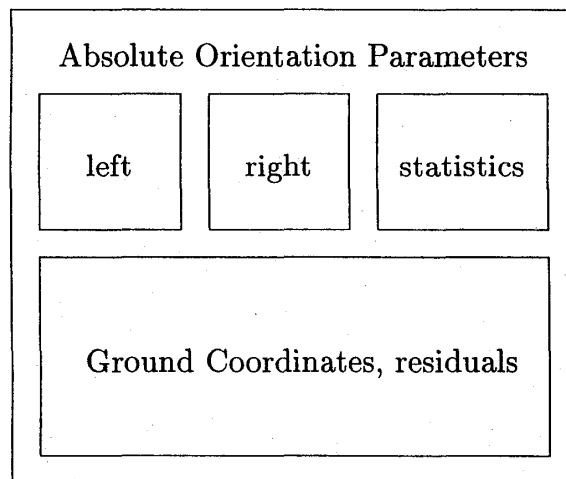 Absolute Orientation Parameters
left
right
statistics
Ground Coordinates, residuals